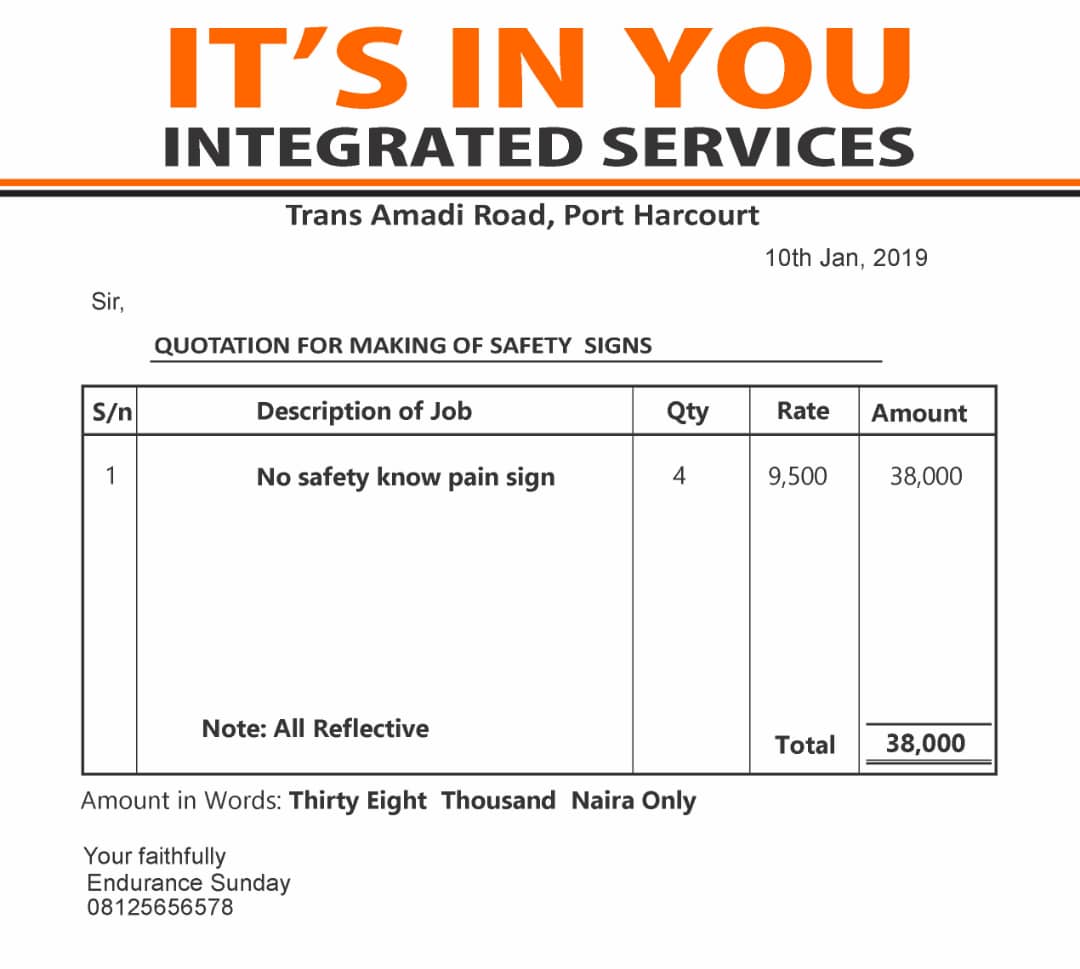 IT'S IN YOU
INTEGRATED SERVICES
Trans Amadi Road, Port Harcourt
10th Jan, 2019
Sir,
QUOTATION FOR MAKING OF SAFETY SIGNS
S/n Description of Job Qty Rate Amount
1 No safety know pain sign 4 9,500 38,000
Note: All Reflective
Total 38,000
Amount in Words: Thirty Eight Thousand Naira Only
Your faithfully
Endurance Sunday
08125656578